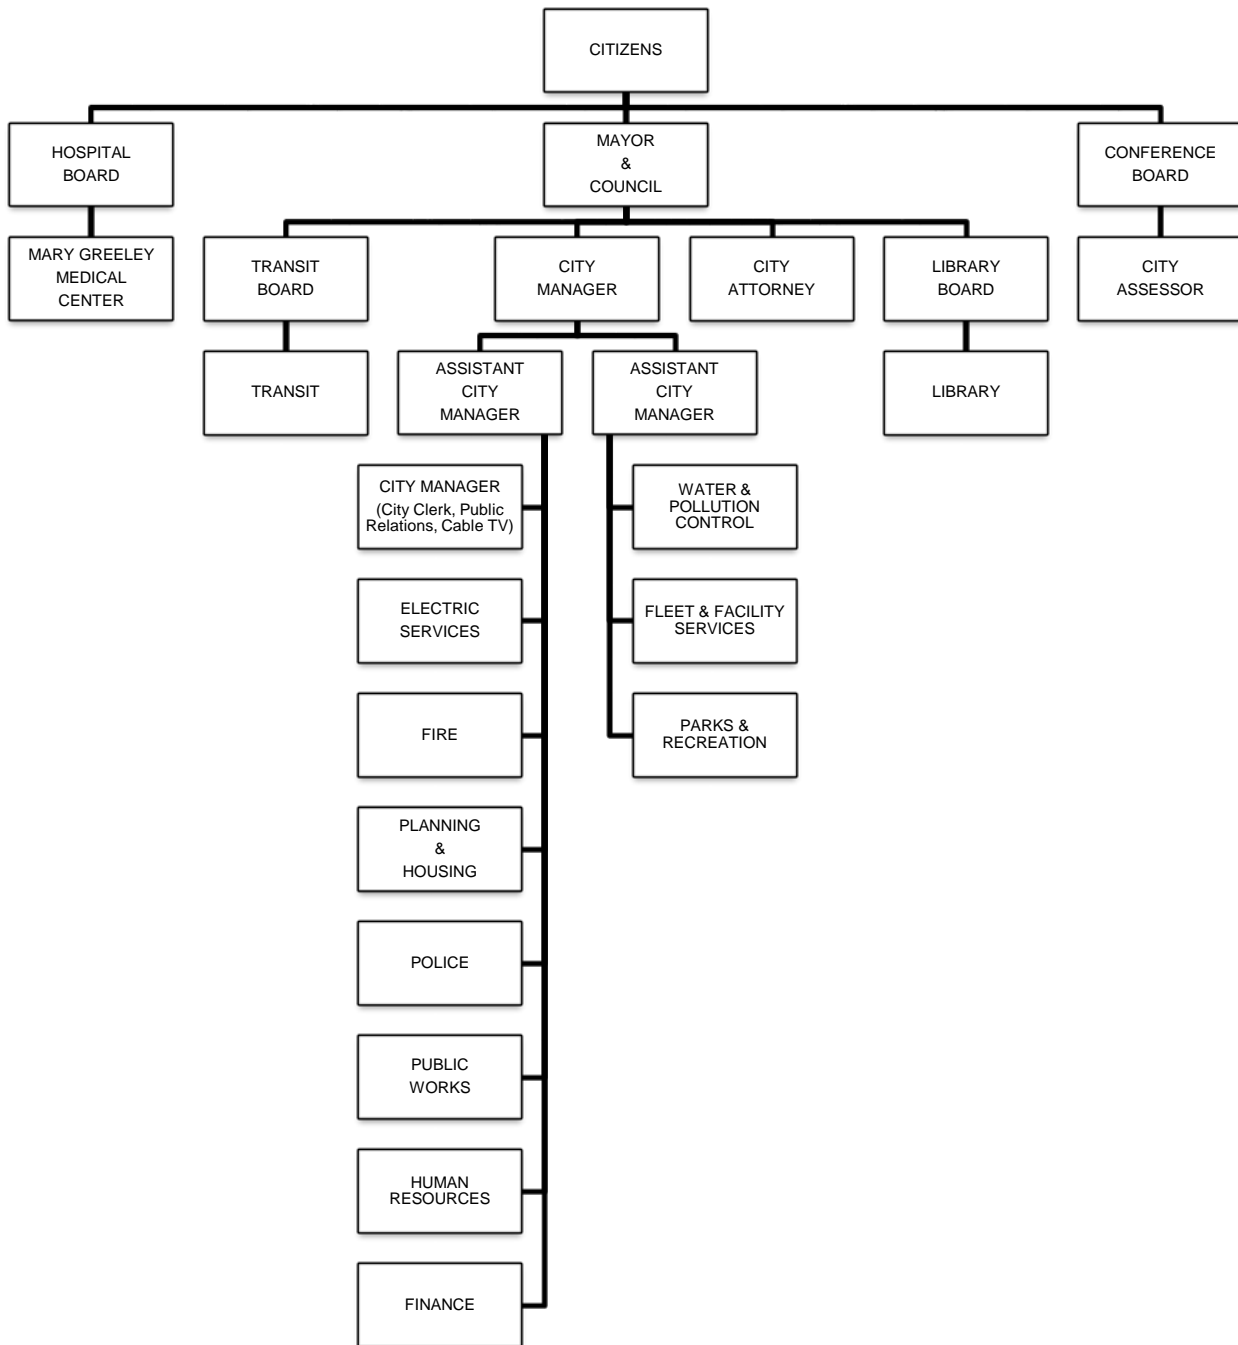 CITIZENS
HOSPITAL
BOARD
MAYOR
&
COUNCIL
CONFERENCE
BOARD
MARY GREELEY
MEDICAL
CENTER
TRANSIT
BOARD
CITY
MANAGER
CITY
ATTORNEY
LIBRARY
BOARD
CITY
ASSESSOR
TRANSIT
ASSISTANT
CITY
MANAGER
ASSISTANT
CITY
MANAGER
LIBRARY
CITY MANAGER
(City Clerk, Public
Relations, Cable TV)
WATER &
POLLUTION
CONTROL
ELECTRIC
SERVICES
FLEET & FACILITY
SERVICES
FIRE
PARKS &
RECREATION
PLANNING
&
HOUSING
POLICE
PUBLIC
WORKS
HUMAN
RESOURCES
FINANCE